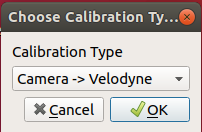 Choose Calibration Ty...
Calibration Type
Camera -> Velodyne
Cancel OK